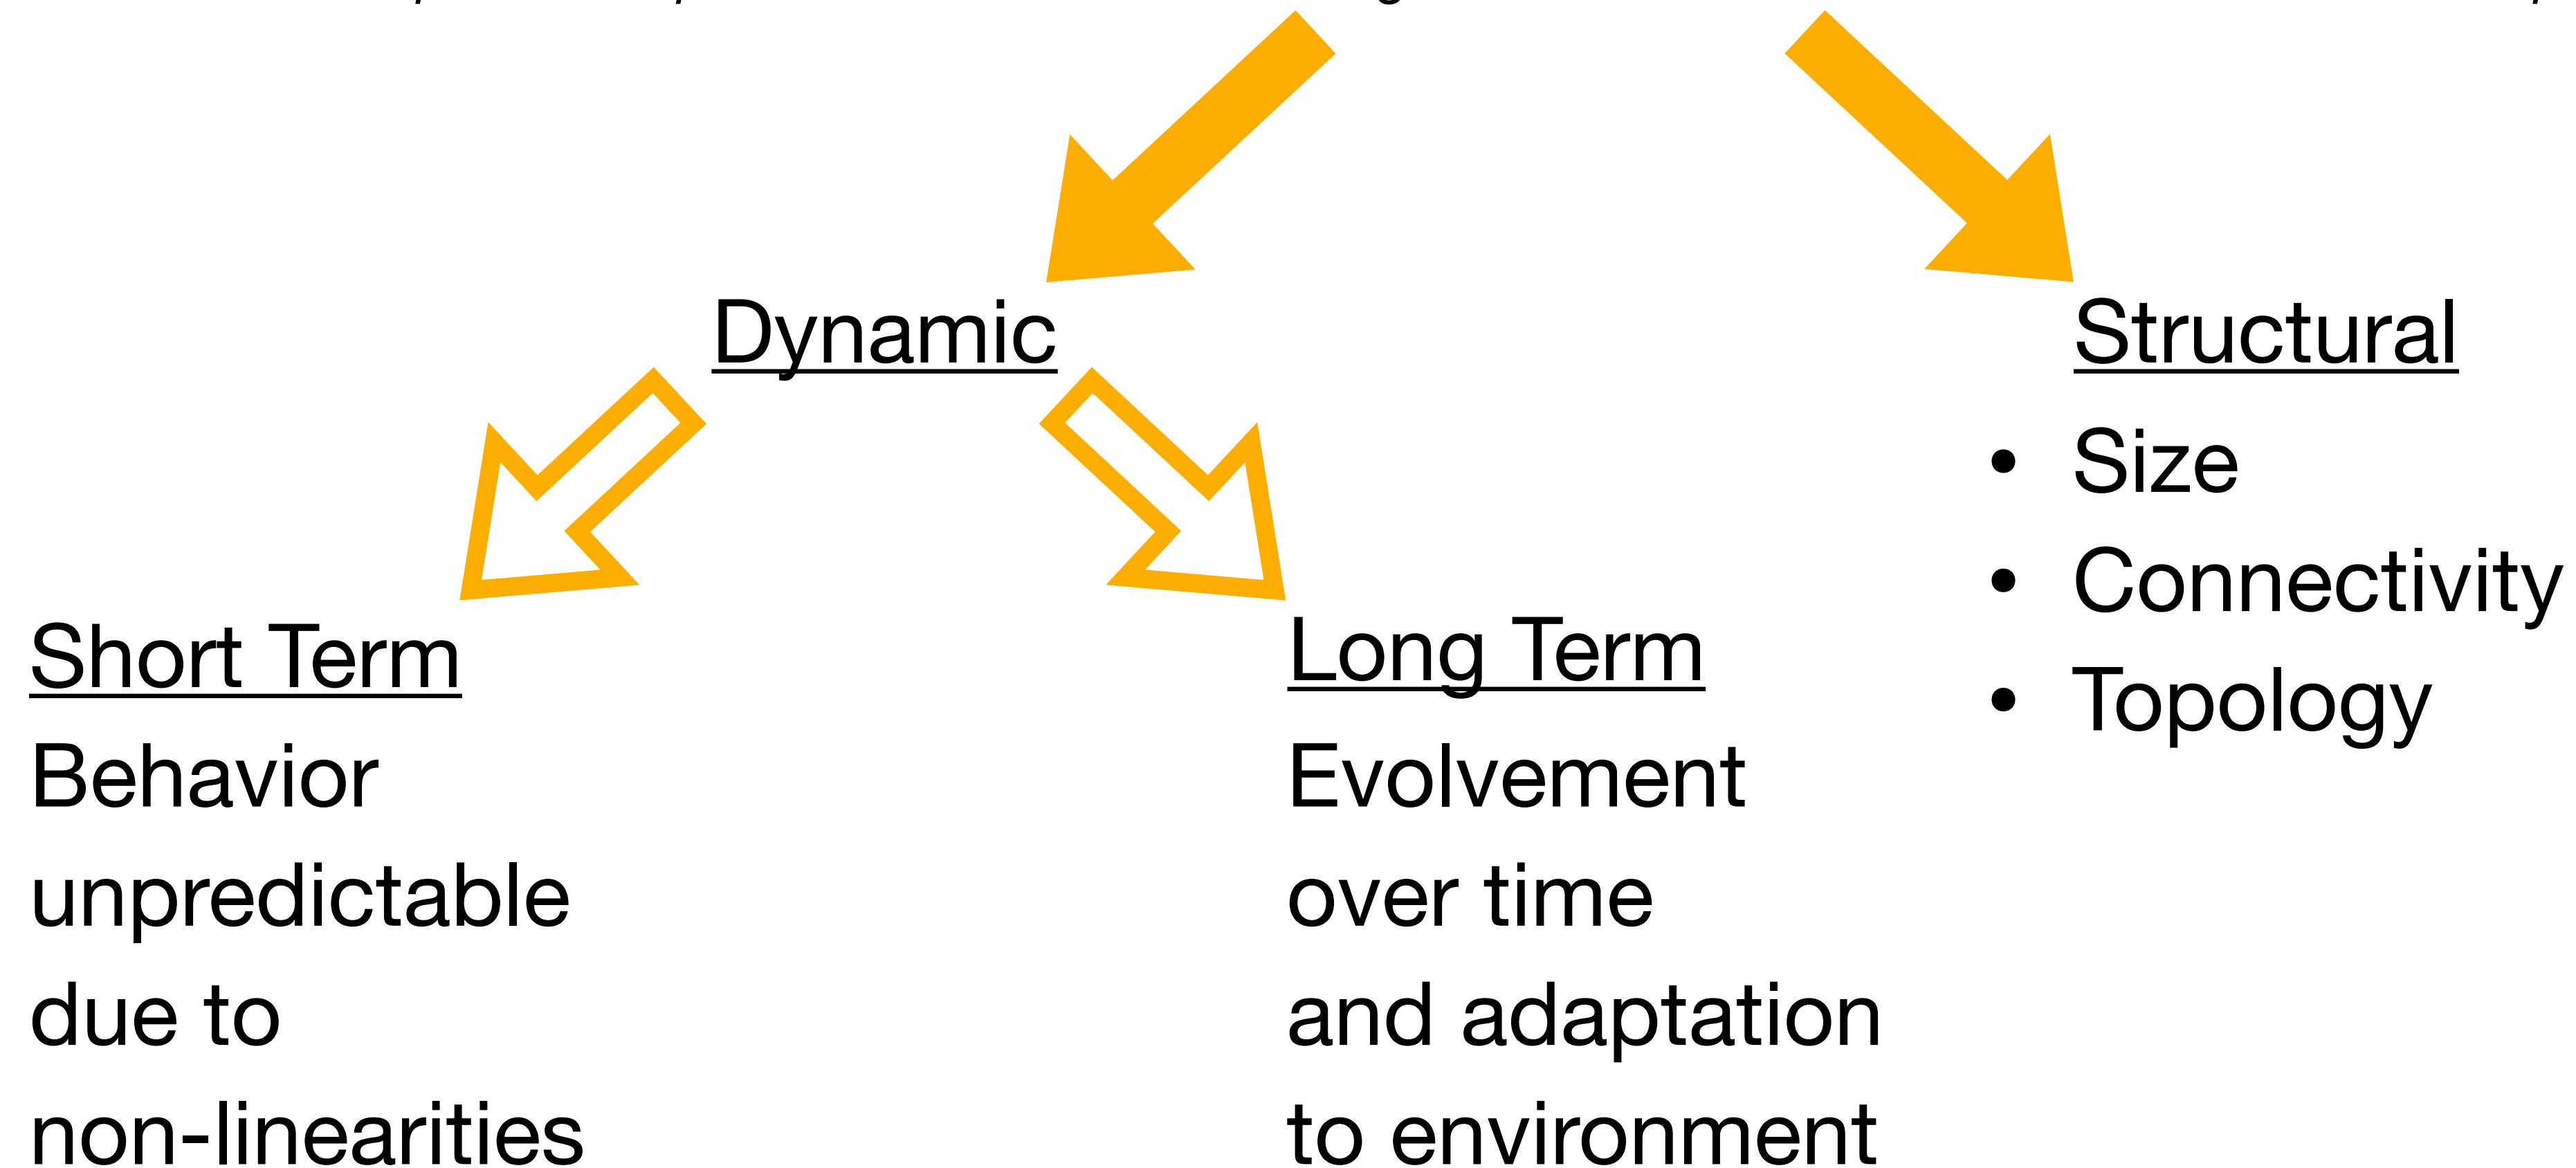 Dynamic
Structural
• Size
• Connectivity
• Topology
Short Term
Behavior
unpredictable
due to
non-linearities
Long Term
Evolvement
over time
and adaptation
to environment